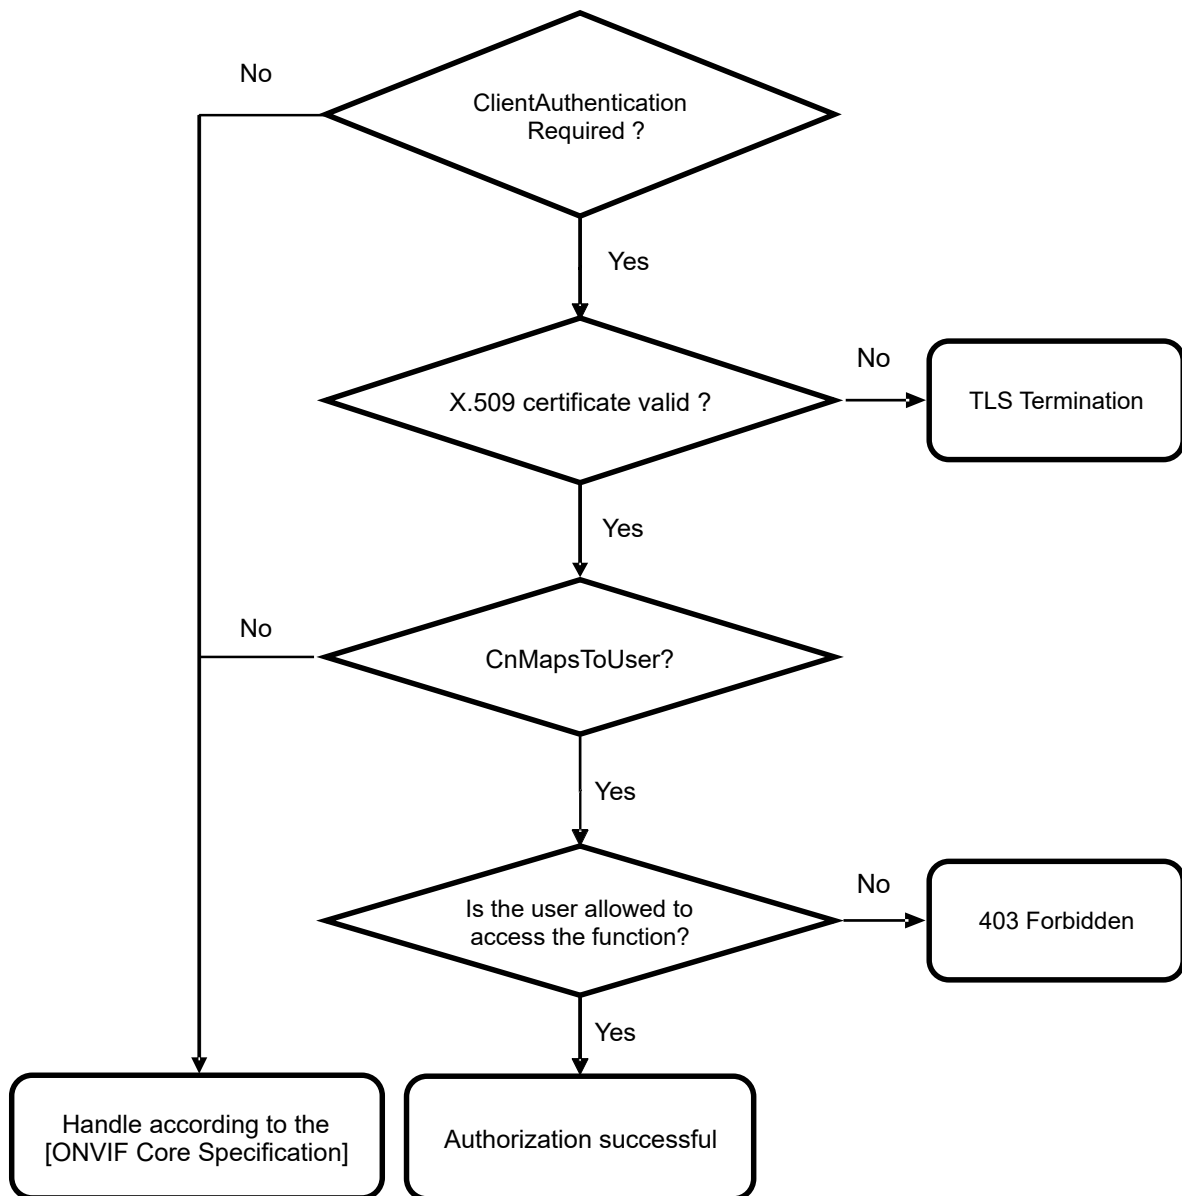 No
ClientAuthentication
Required ?
Yes
X.509 certificate valid ?
No
TLS Termination
Yes
No
CnMapsToUser?
Yes
Is the user allowed to
access the function?
No
403 Forbidden
Yes
Handle according to the
[ONVIF Core Specification]
Authorization successful